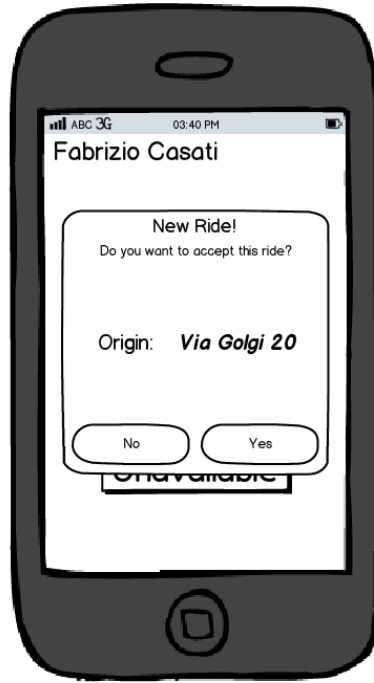 ABC 3G 03:40 PM
Fabrizio Casati
New Ride!
Do you want to accept this ride?
Origin: Via Golgi 20
No Yes
Unavailable